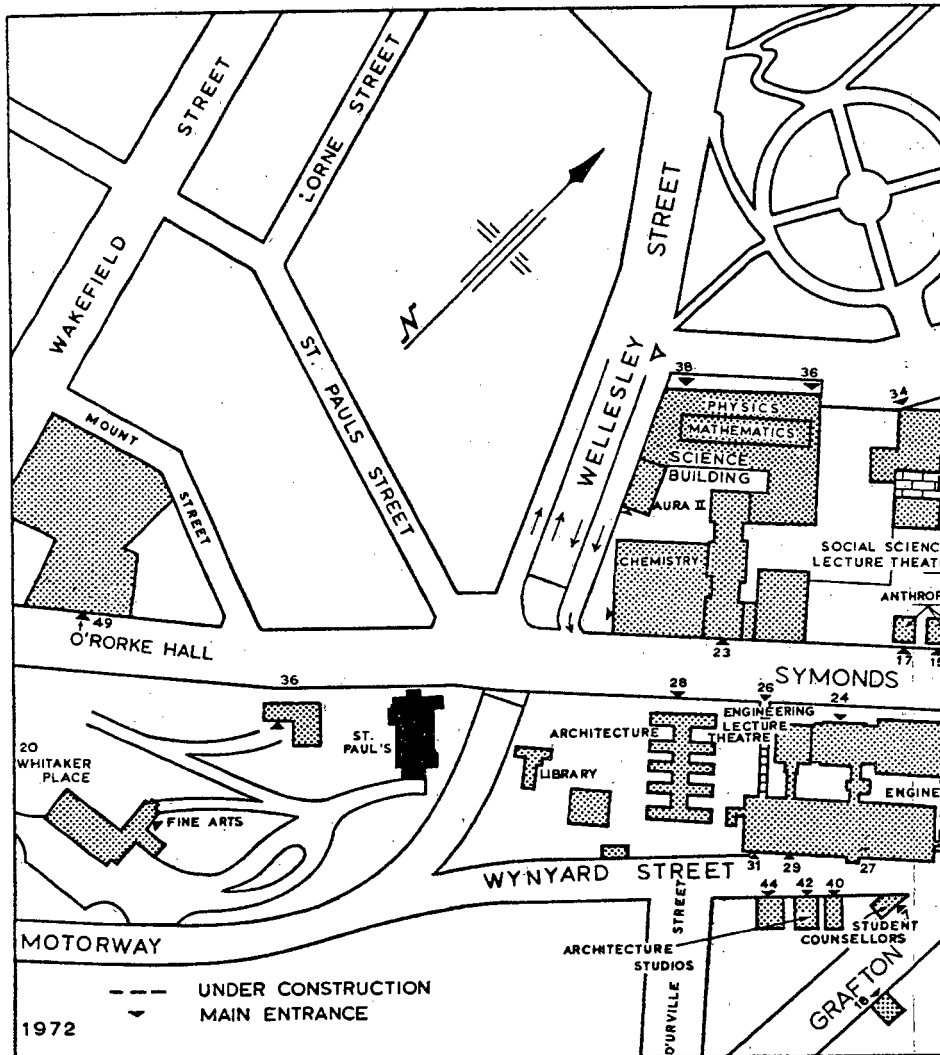 WAKEFIELD STREET
LORNE STREET
ST. PAULS STREET
WELLESLEY STREET
N
MOUNT STREET
38
36
34
PHYSICS
MATHEMATICS
SCIENCE
BUILDING
AURA II
CHEMISTRY
SOCIAL SCIENC
LECTURE THEAT
ANTHROP
49
O'RORKE HALL
23
17
15
SYMONDS
36
28
26
24
ST.
PAUL'S
ARCHITECTURE
ENGINEERING
LECTURE
THEATRE
LIBRARY
ENGINE
20
WHITAKER
PLACE
FINE ARTS
31
29
27
WYNYARD STREET
44
42
40
D'URVILLE STREET
STUDENT
COUNSELLORS
ARCHITECTURE
STUDIOS
GRAFTON
18
MOTORWAY
UNDER CONSTRUCTION
MAIN ENTRANCE
1972